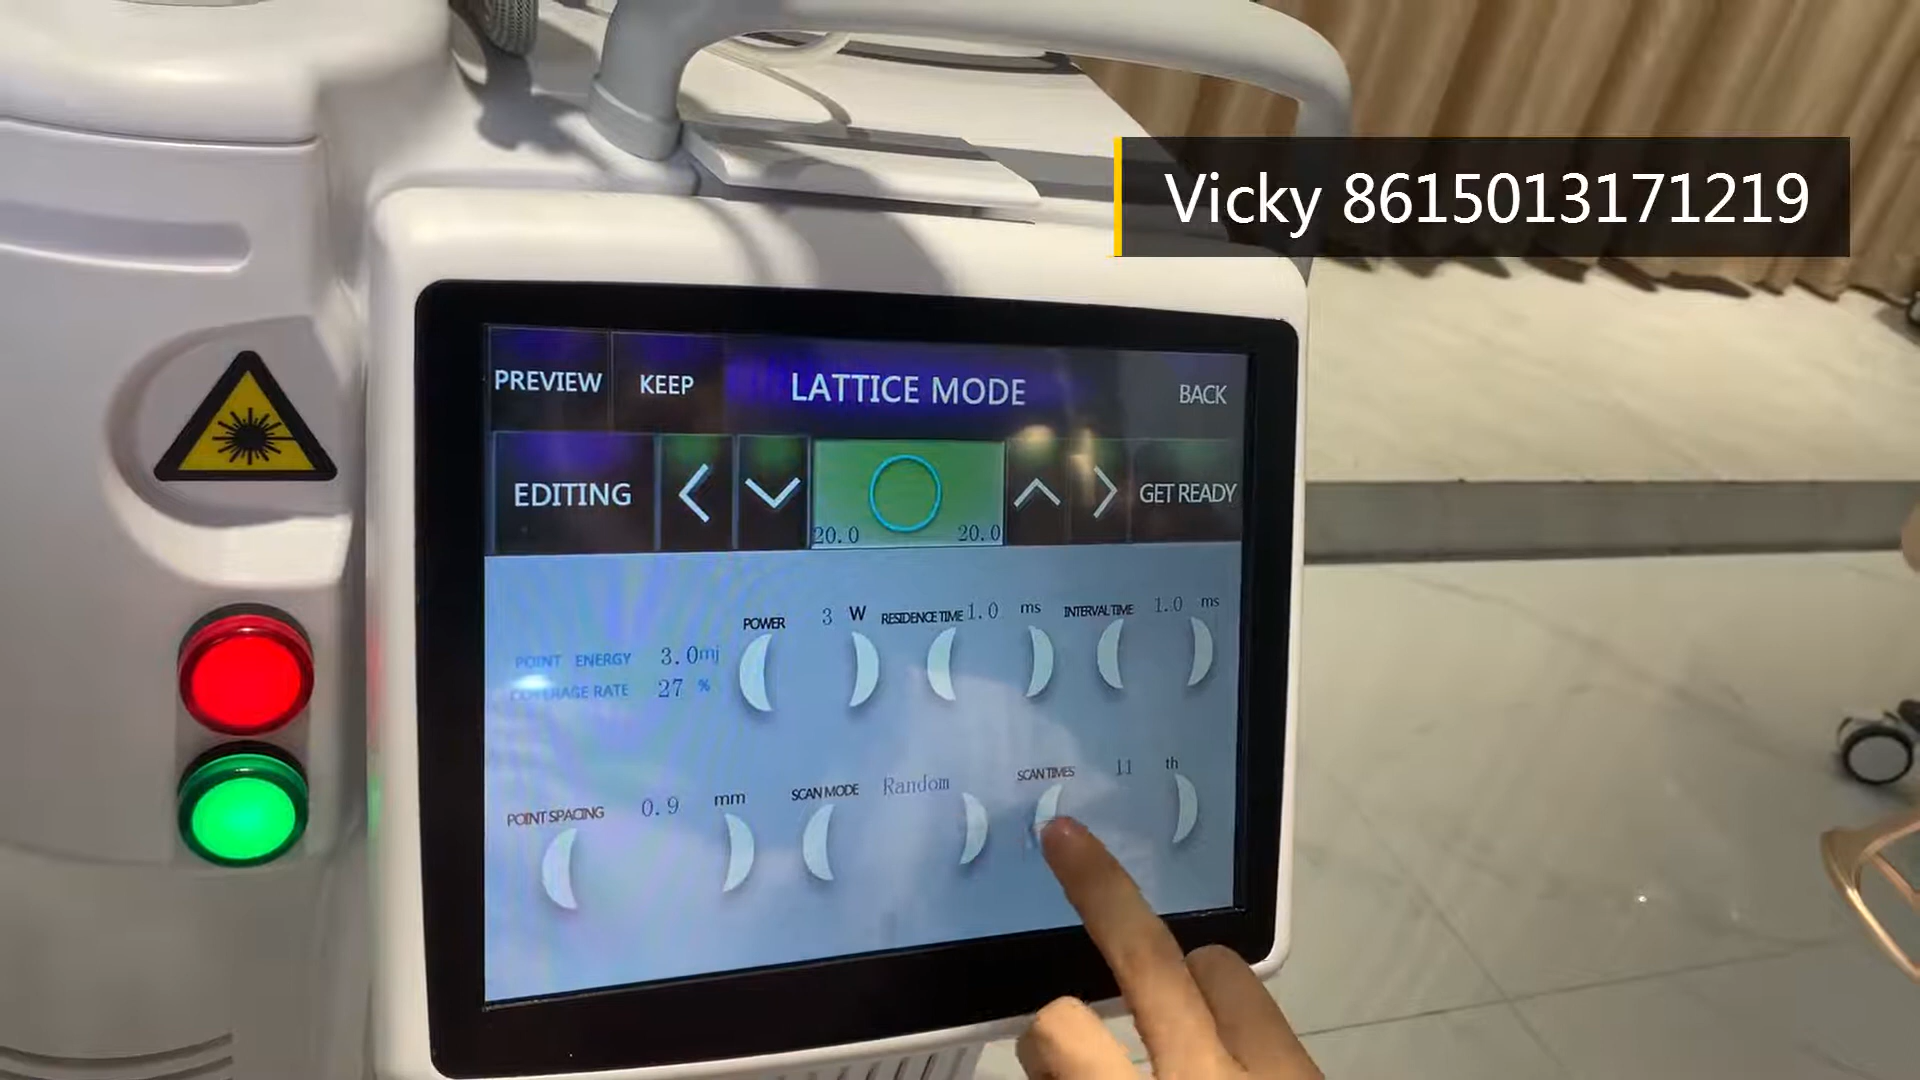 Vicky 8615013171219
PREVIEW KEEP LATTICE MODE BACK
EDITING 20.0 20.0 GET READY
POWER 3 W RESIDENCE TIME 1.0 ms INTERVAL TIME 1.0 ms
POINT ENERGY 3.0mj
COVERAGE RATE 27 %
POINT SPACING 0.9 mm SCAN MODE Random SCAN TIMES 11 th